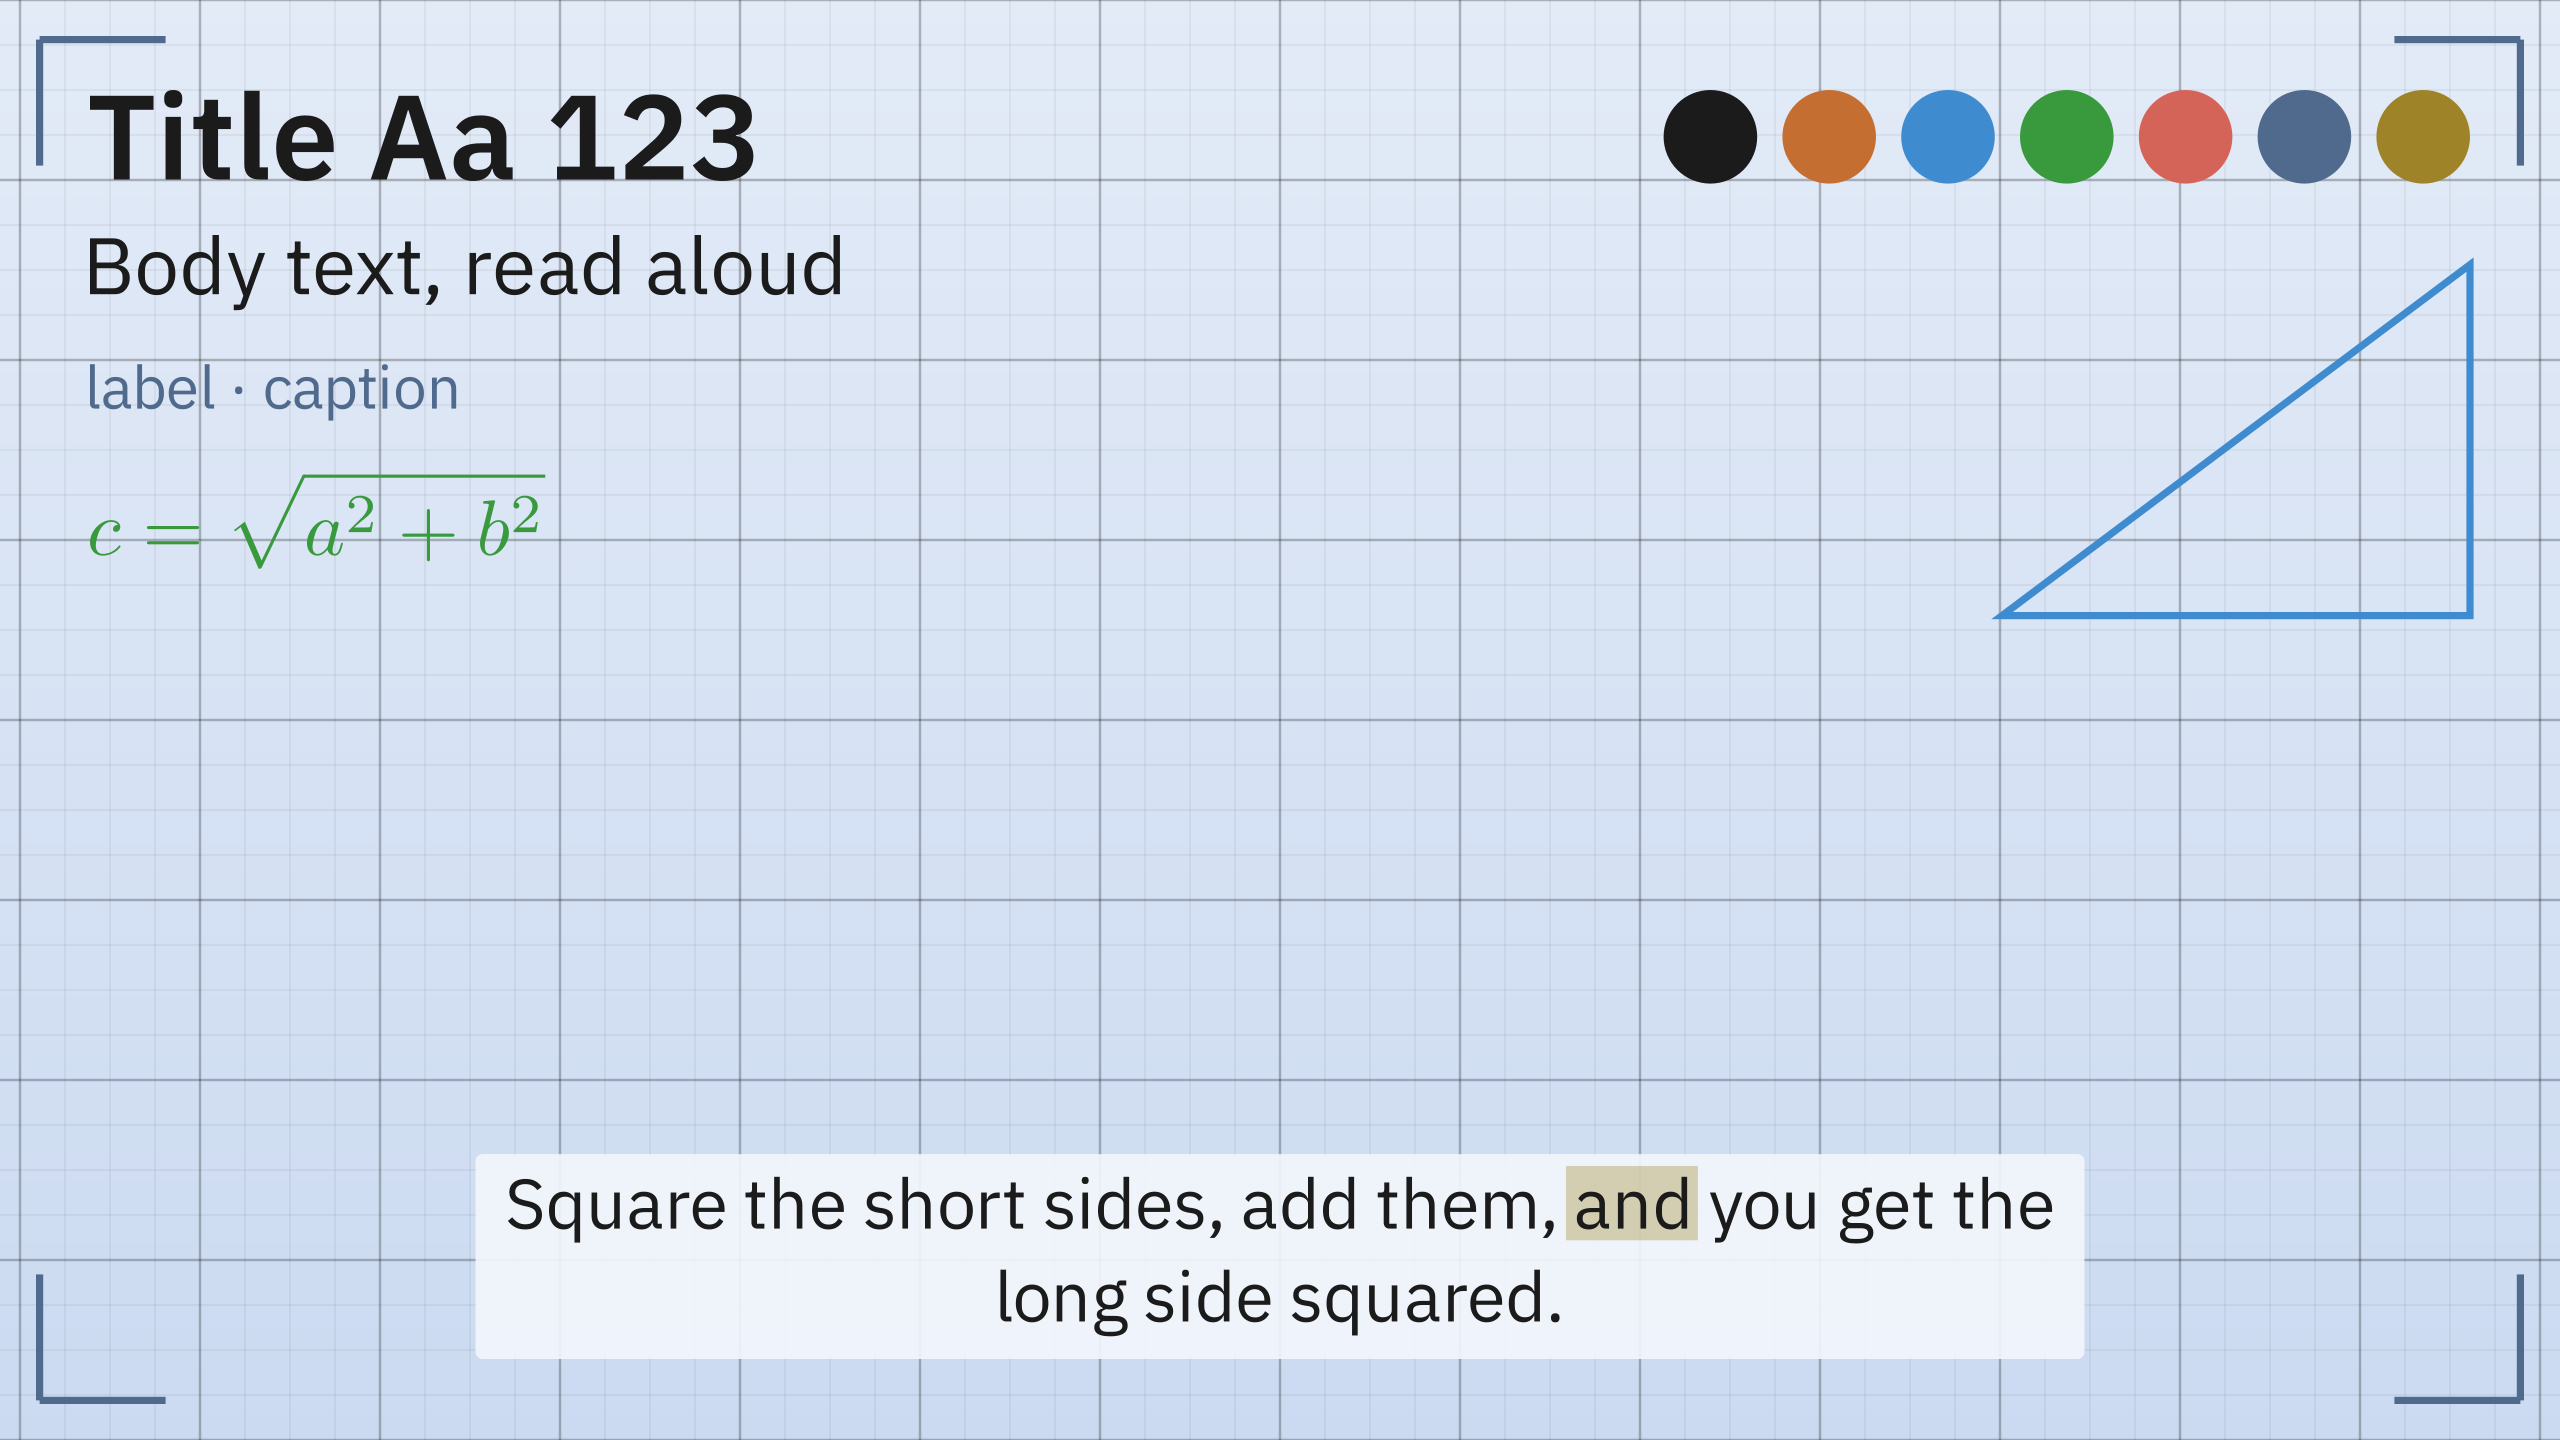 Title Aa 123
Body text, read aloud
label · caption
c = √(a² + b²)
Square the short sides, add them, and you get the
long side squared.